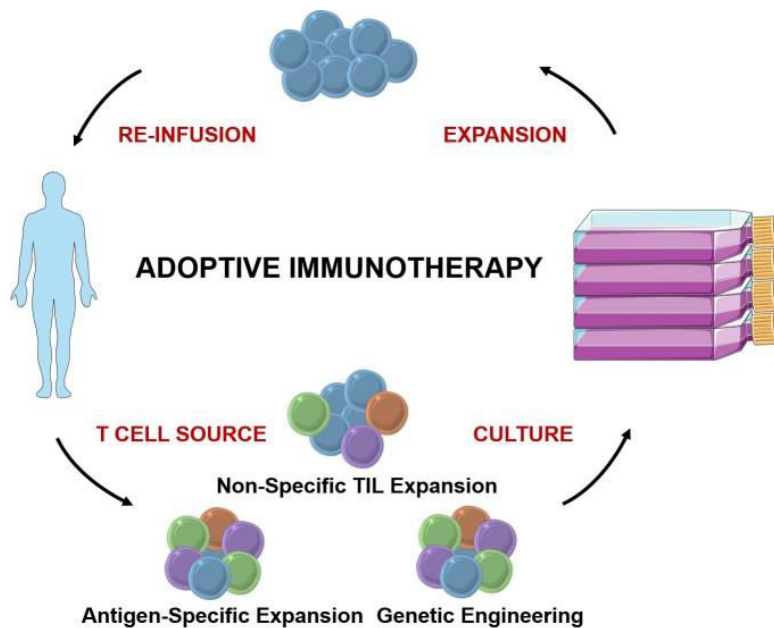 RE-INFUSION
EXPANSION
ADOPTIVE IMMUNOTHERAPY
T CELL SOURCE
CULTURE
Non-Specific TIL Expansion
Antigen-Specific Expansion
Genetic Engineering